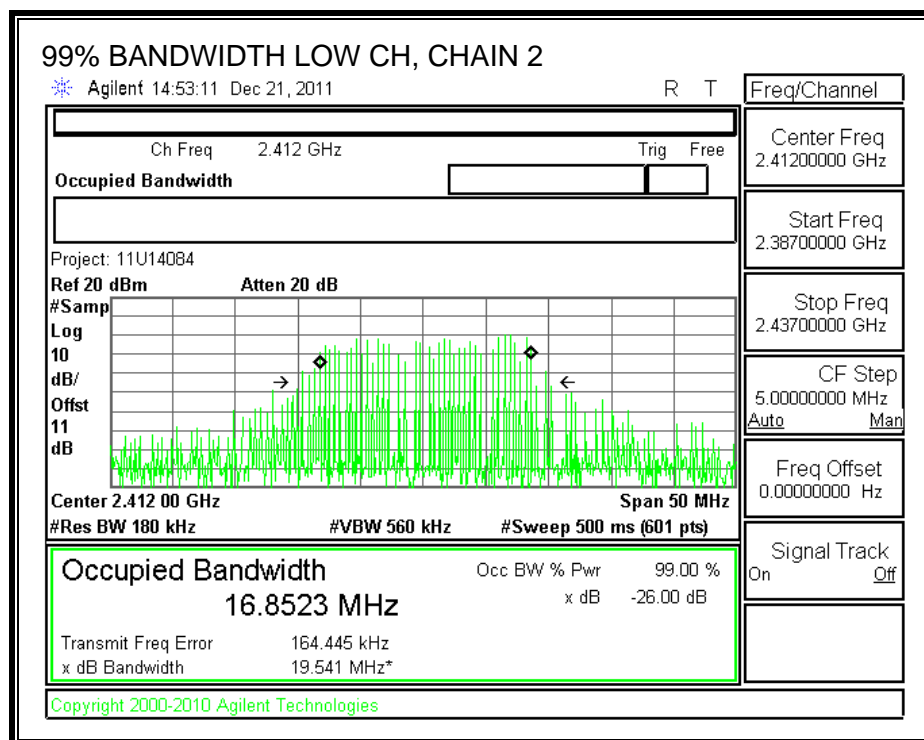 99% BANDWIDTH LOW CH, CHAIN 2
Agilent 14:53:11 Dec 21, 2011 R T
Freq/Channel
Ch Freq 2.412 GHz Trig Free
Occupied Bandwidth
Center Freq
2.41200000 GHz
Start Freq
2.38700000 GHz
Stop Freq
2.43700000 GHz
CF Step
5.00000000 MHz
Auto Man
Freq Offset
0.00000000 Hz
Signal Track
On Off
Project: 11U14084
Ref 20 dBm Atten 20 dB
#Samp
Log
10
dB/
Offst
11
dB
Center 2.412 00 GHz Span 50 MHz
#Res BW 180 kHz #VBW 560 kHz #Sweep 500 ms (601 pts)
Occupied Bandwidth Occ BW % Pwr 99.00 %
16.8523 MHz x dB -26.00 dB
Transmit Freq Error 164.445 kHz
x dB Bandwidth 19.541 MHz*
Copyright 2000-2010 Agilent Technologies